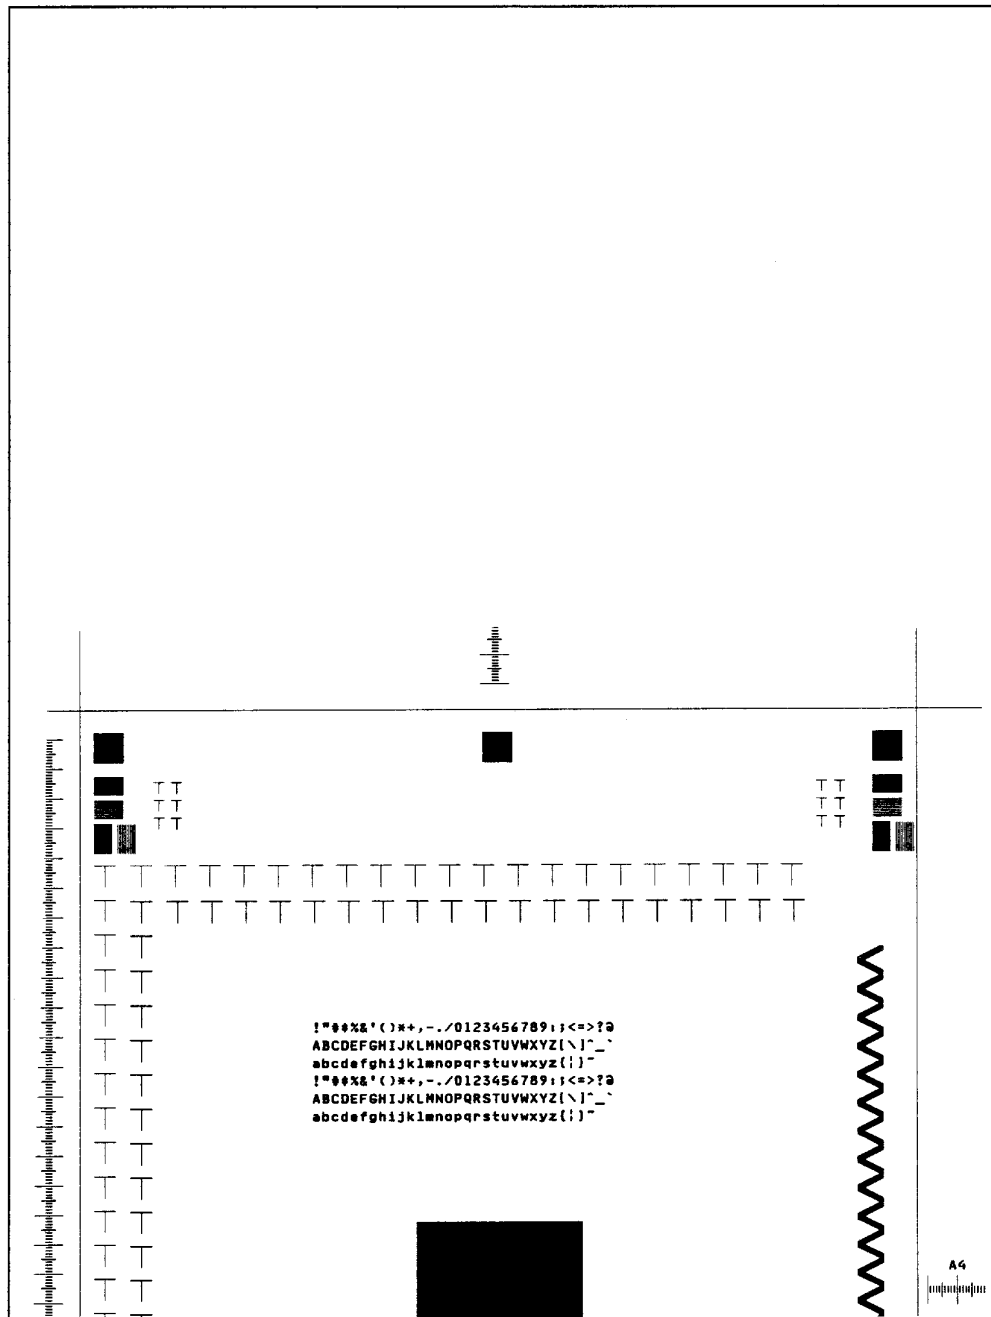 T T T T
T T T T
T T T T
T T T T T T T T T T T T T T T T T T T T T
T T T T T T T T T T T T T T T T T T T T T
T T
T T
T T
T T
T T
T T
!"##%&'()*+,-./0123456789:;<=>?@
ABCDEFGHIJKLMNOPQRSTUVWXYZ[\]^_`
abcdefghijklmnopqrstuvwxyz{¦}~
!"##%&'()*+,-./0123456789:;<=>?@
ABCDEFGHIJKLMNOPQRSTUVWXYZ[\]^_`
abcdefghijklmnopqrstuvwxyz{¦}~
T T
T T
T T
T T
A4
T T
T T